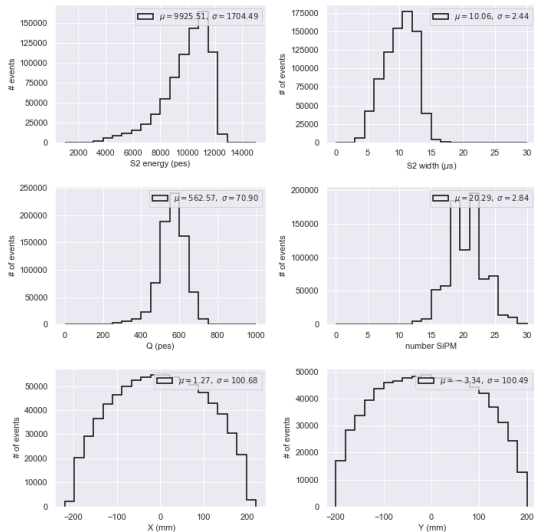 μ=9925.51, σ=1704.49
# events
150000
125000
100000
75000
50000
25000
0
2000 4000 6000 8000 10000 12000 14000
S2 energy (pes)
μ=10.06, σ=2.44
# of events
175000
150000
125000
100000
75000
50000
25000
0
0 5 10 15 20 25 30
S2 width (μs)
μ=562.57, σ=70.90
# of events
250000
200000
150000
100000
50000
0
0 200 400 600 800 1000
Q (pes)
μ=20.29, σ=2.84
# of events
200000
150000
100000
50000
0
0 5 10 15 20 25 30
number SiPM
μ=1.27, σ=100.68
# of events
50000
40000
30000
20000
10000
0
−200 −100 0 100 200
X (mm)
μ=−3.34, σ=100.49
# of events
50000
40000
30000
20000
10000
0
−200 −100 0 100 200
Y (mm)